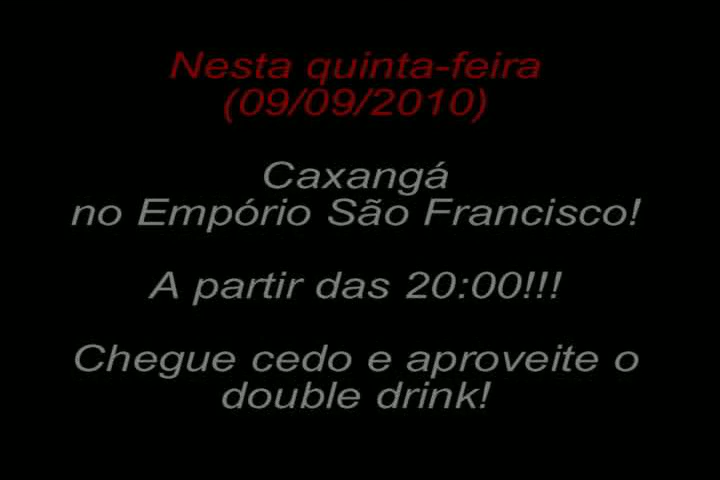 Nesta quinta-feira
(09/09/2010)
Caxangá
no Empório São Francisco!
A partir das 20:00!!!
Chegue cedo e aproveite o
double drink!